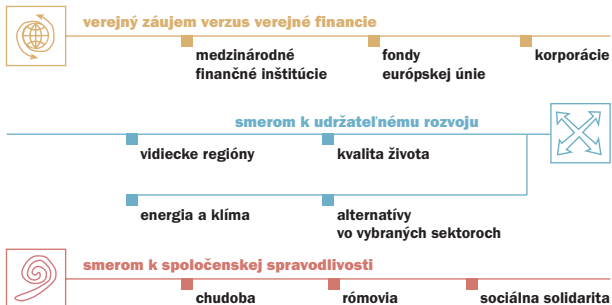 verejný záujem verzus verejné financie
medzinárodné
finančné inštitúcie
fondy
európskej únie
korporácie
smerom k udržateľnému rozvoju
vidiecke regióny
kvalita života
energia a klíma
alternatívy
vo vybraných sektoroch
smerom k spoločenskej spravodlivosti
chudoba
rómovia
sociálna solidarita